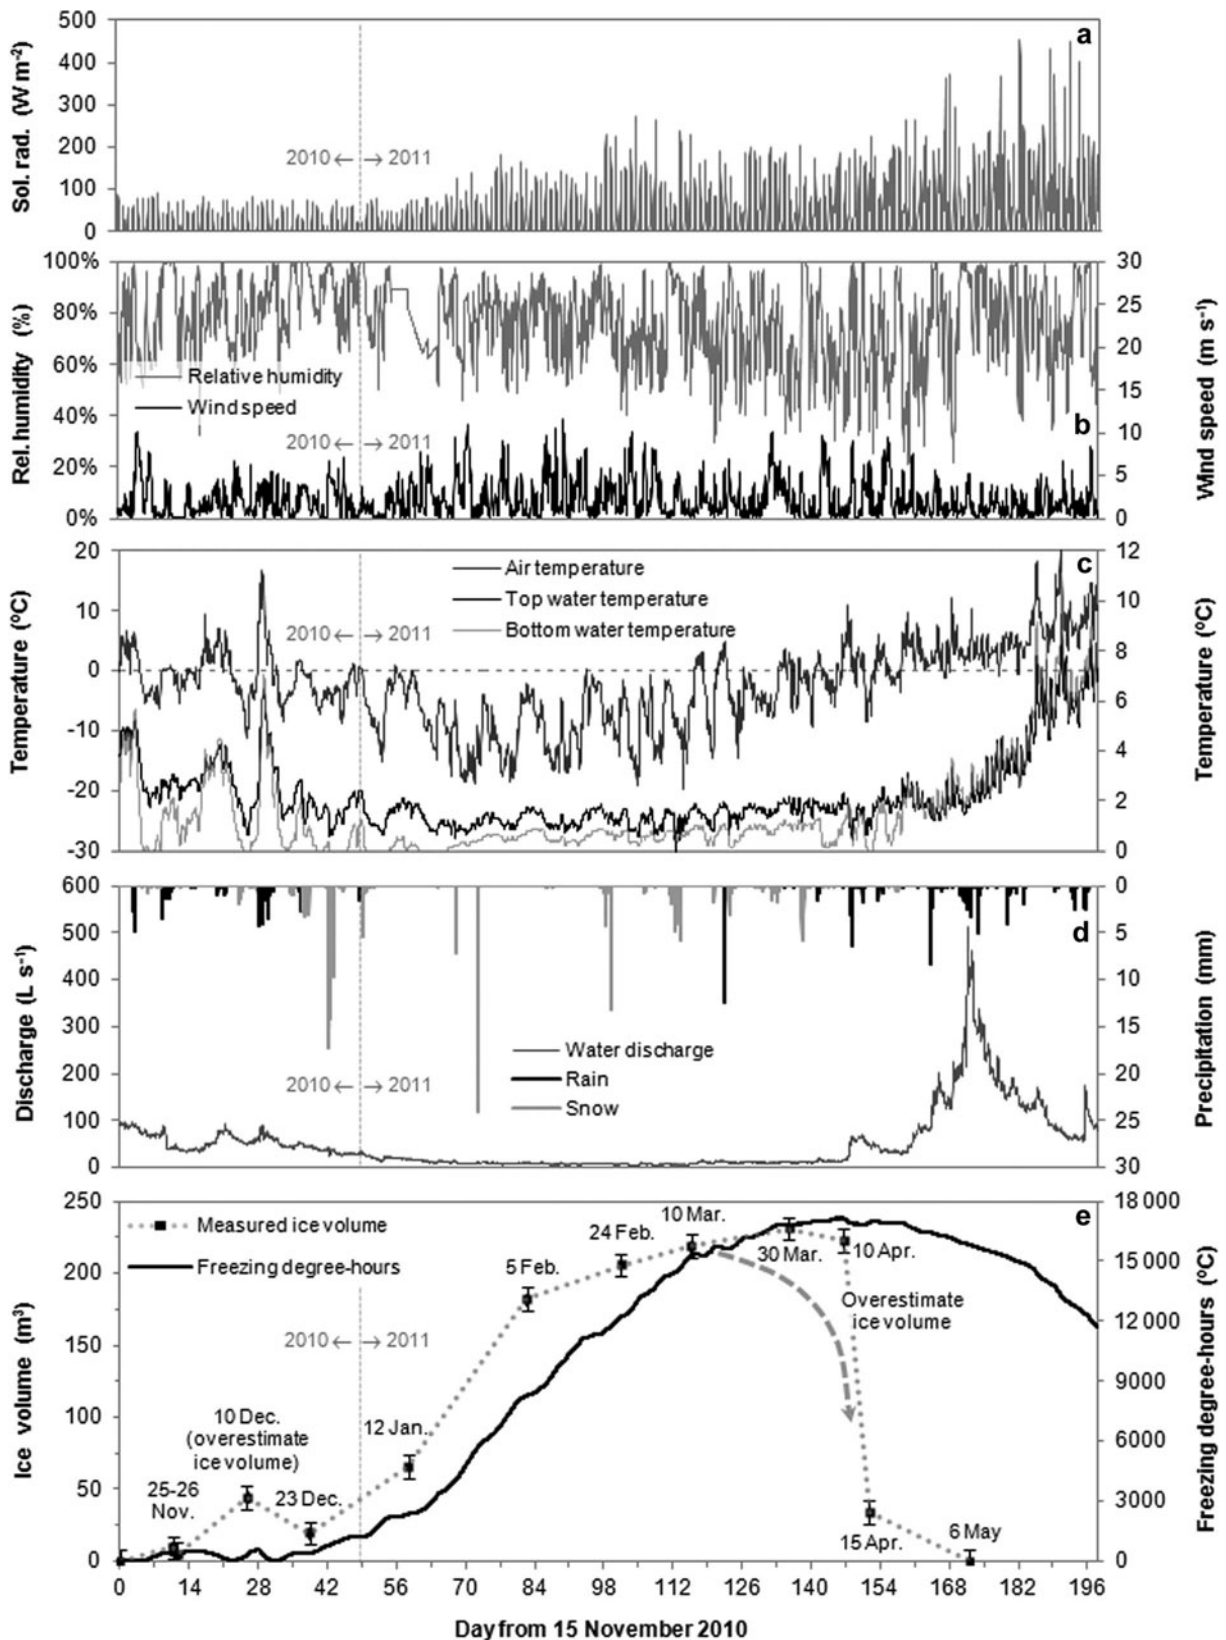 a
Sol. rad. (W m-2)
500
400
300
200
100
0
2010 ← → 2011
b
Rel. humidity (%)
100%
80%
60%
40%
20%
0%
Relative humidity
Wind speed
2010 ← → 2011
30
25
20
15
10
5
0
Wind speed (m s-1)
c
Temperature (ºC)
20
10
0
-10
-20
-30
Air temperature
Top water temperature
Bottom water temperature
2010 ← → 2011
12
10
8
6
4
2
0
Temperature (ºC)
d
Discharge (L s-1)
600
500
400
300
200
100
0
Water discharge
Rain
Snow
2010 ← → 2011
0
5
10
15
20
25
30
Precipitation (mm)
e
Ice volume (m3)
250
200
150
100
50
0
Measured ice volume
Freezing degree-hours
2010 ← → 2011
25-26
Nov.
10 Dec.
(overestimate
ice volume)
23 Dec.
12 Jan.
5 Feb.
24 Feb.
10 Mar.
30 Mar.
10 Apr.
Overestimate
ice volume
15 Apr.
6 May
18 000
15000
12000
9000
6000
3000
0
Freezing degree-hours (ºC)
0 14 28 42 56 70 84 98 112 126 140 154 168 182 196
Day from 15 November 2010